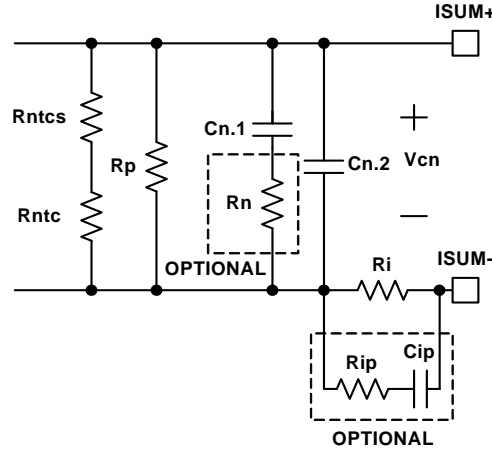 ISUM+
Rntcs
Cn.1
Rp
Cn.2
Vcn
Rntc
Rn
OPTIONAL
Ri
ISUM-
Rip
Cip
OPTIONAL